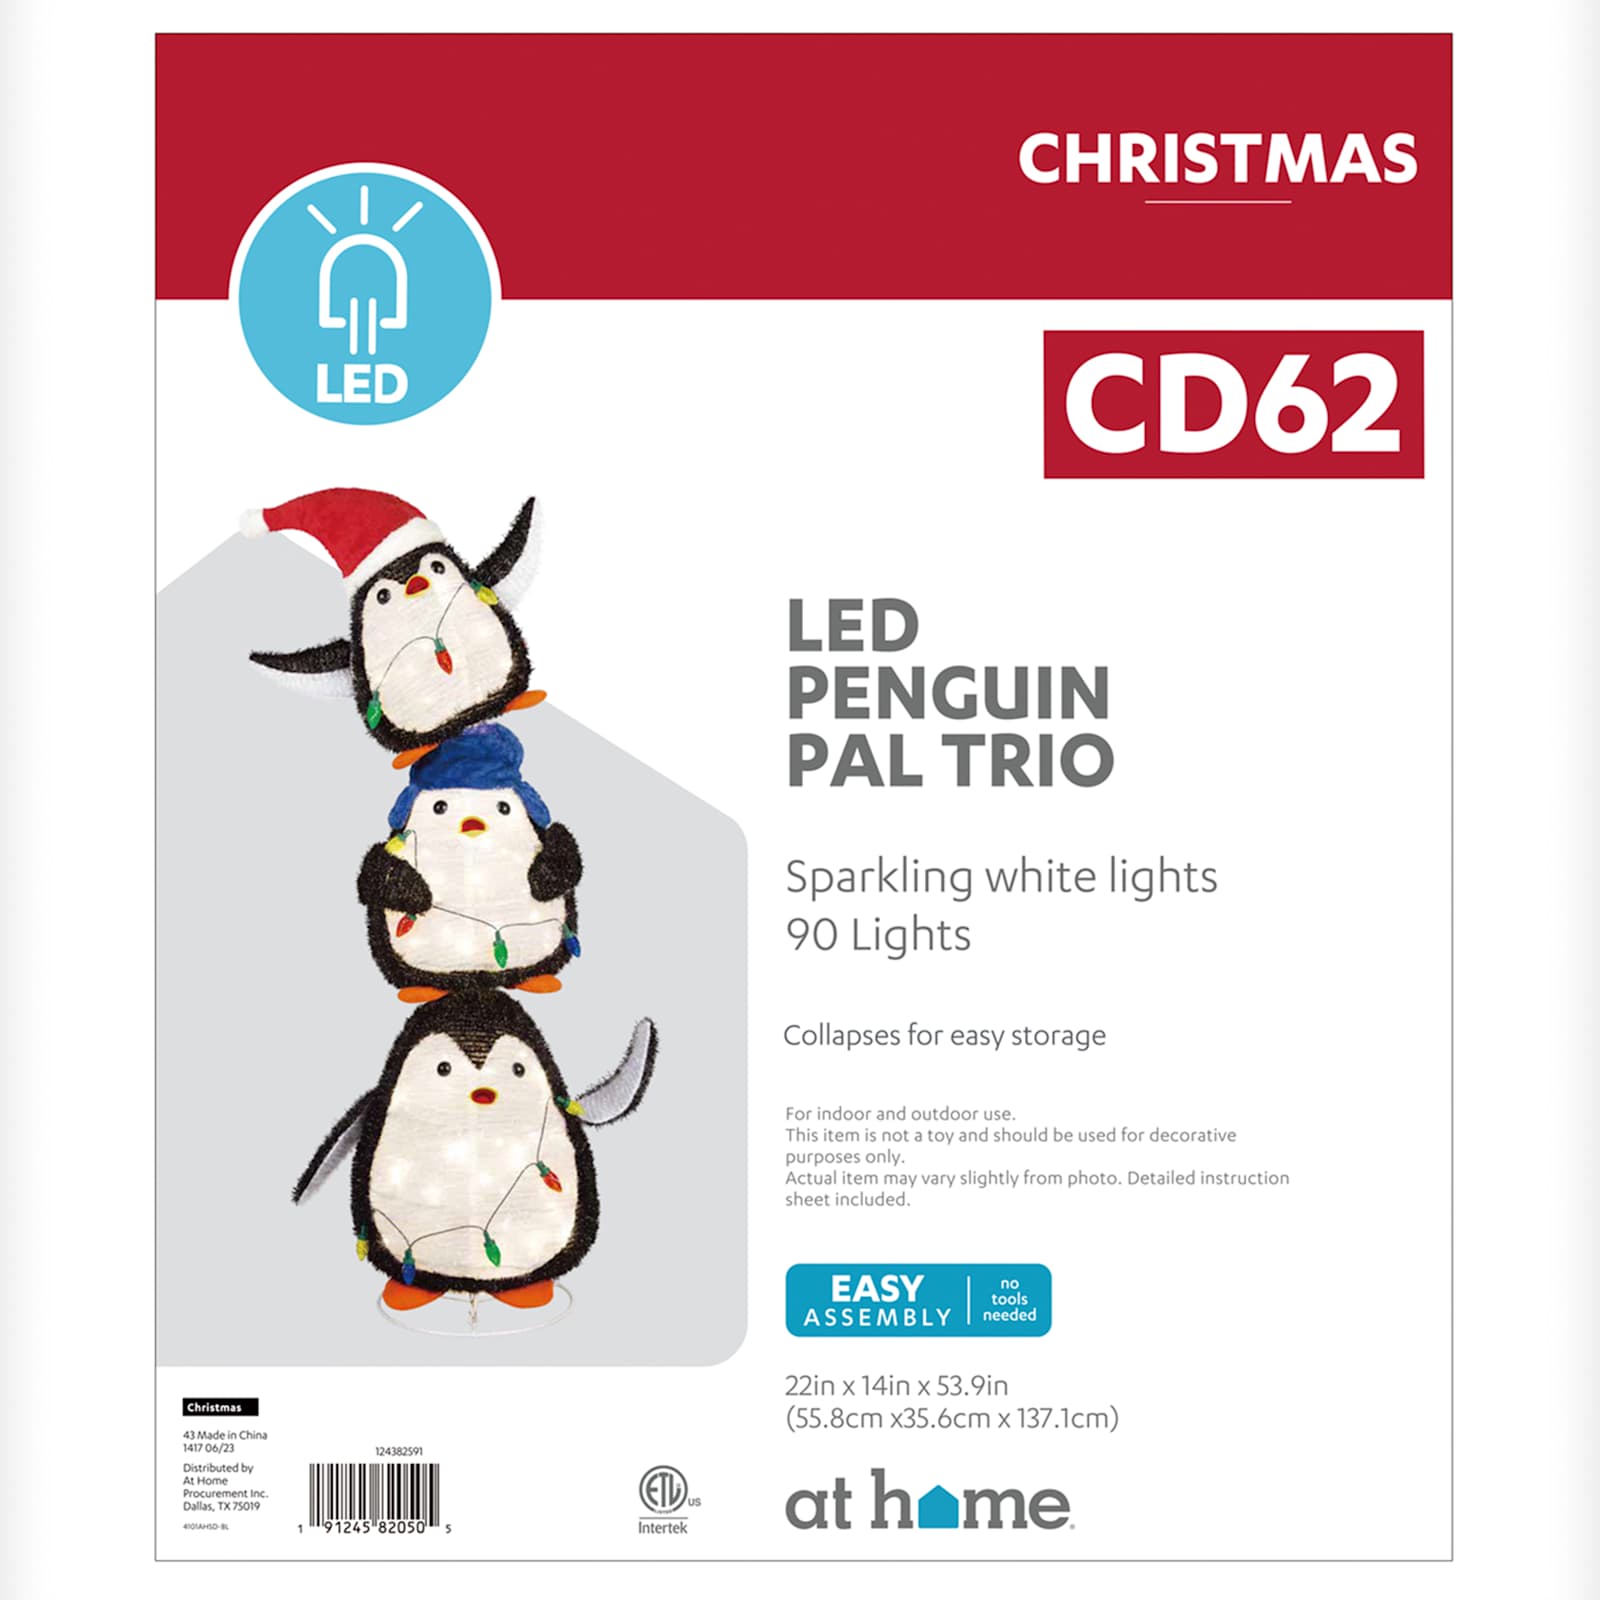 CHRISTMAS
LED
CD62
LED
PENGUIN
PAL TRIO
Sparkling white lights
90 Lights
Collapses for easy storage
For indoor and outdoor use.
This item is not a toy and should be used for decorative
purposes only.
Actual item may vary slightly from photo. Detailed instruction
sheet included.
EASY
ASSEMBLY
no
tools
needed
22in x 14in x 53.9in
(55.8cm x35.6cm x 137.1cm)
Christmas
43 Made in China
1417 06/23
Distributed by
At Home
Procurement Inc.
Dallas, TX 75019
4101AHSD-BL
124382591
1 91245 82050 5
ETL US
Intertek
at home